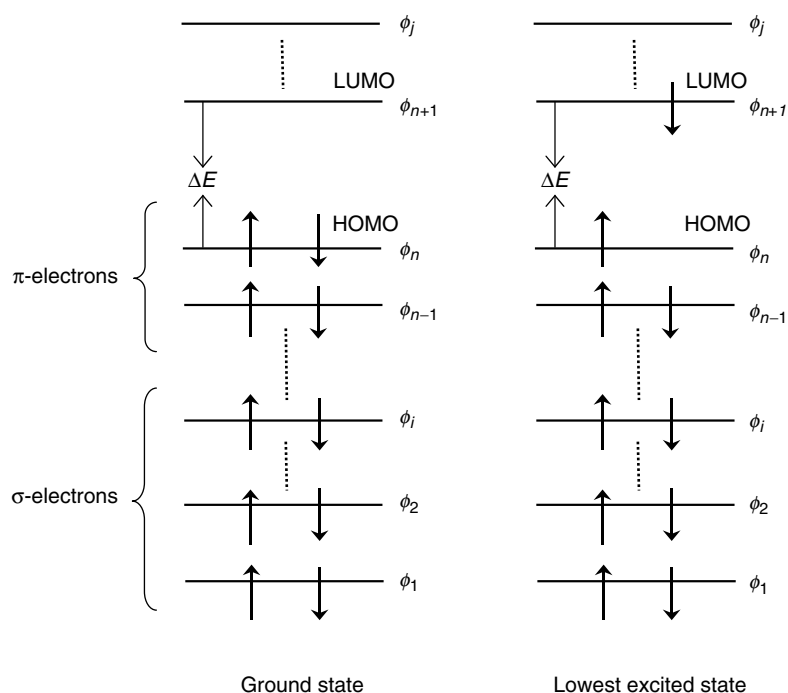 ϕj ϕj
LUMO LUMO
ϕn+1 ϕn+1
ΔE ΔE
HOMO HOMO
ϕn ϕn
π-electrons
ϕn−1 ϕn−1
ϕi ϕi
σ-electrons
ϕ2 ϕ2
ϕ1 ϕ1
Ground state Lowest excited state